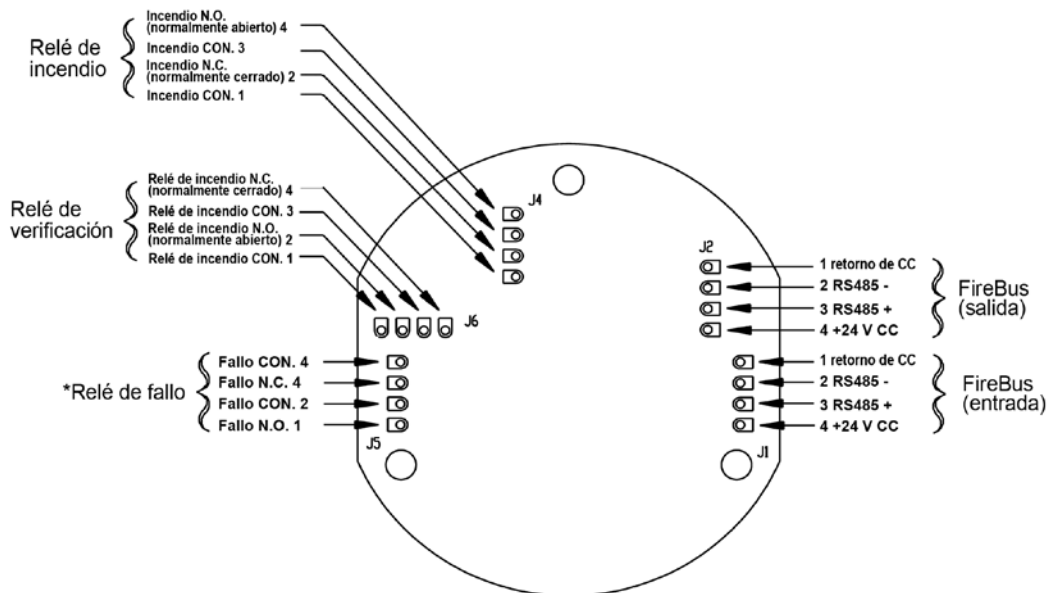 Relé de
incendio
Incendio N.O.
(normalmente abierto) 4
Incendio CON. 3
Incendio N.C.
(normalmente cerrado) 2
Incendio CON. 1
J4
Relé de
verificación
Relé de incendio N.C.
(normalmente cerrado) 4
Relé de incendio CON. 3
Relé de incendio N.O.
(normalmente abierto) 2
Relé de incendio CON. 1
J6
*Relé de fallo
Fallo CON. 4
Fallo N.C. 4
Fallo CON. 2
Fallo N.O. 1
J5
J2
1 retorno de CC
2 RS485 -
3 RS485 +
4 +24 V CC
FireBus
(salida)
1 retorno de CC
2 RS485 -
3 RS485 +
4 +24 V CC
FireBus
(entrada)
J1